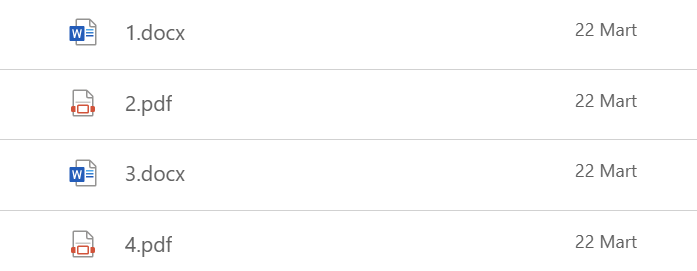 1.docx 22 Mart
2.pdf 22 Mart
W 3.docx 22 Mart
4.pdf 22 Mart